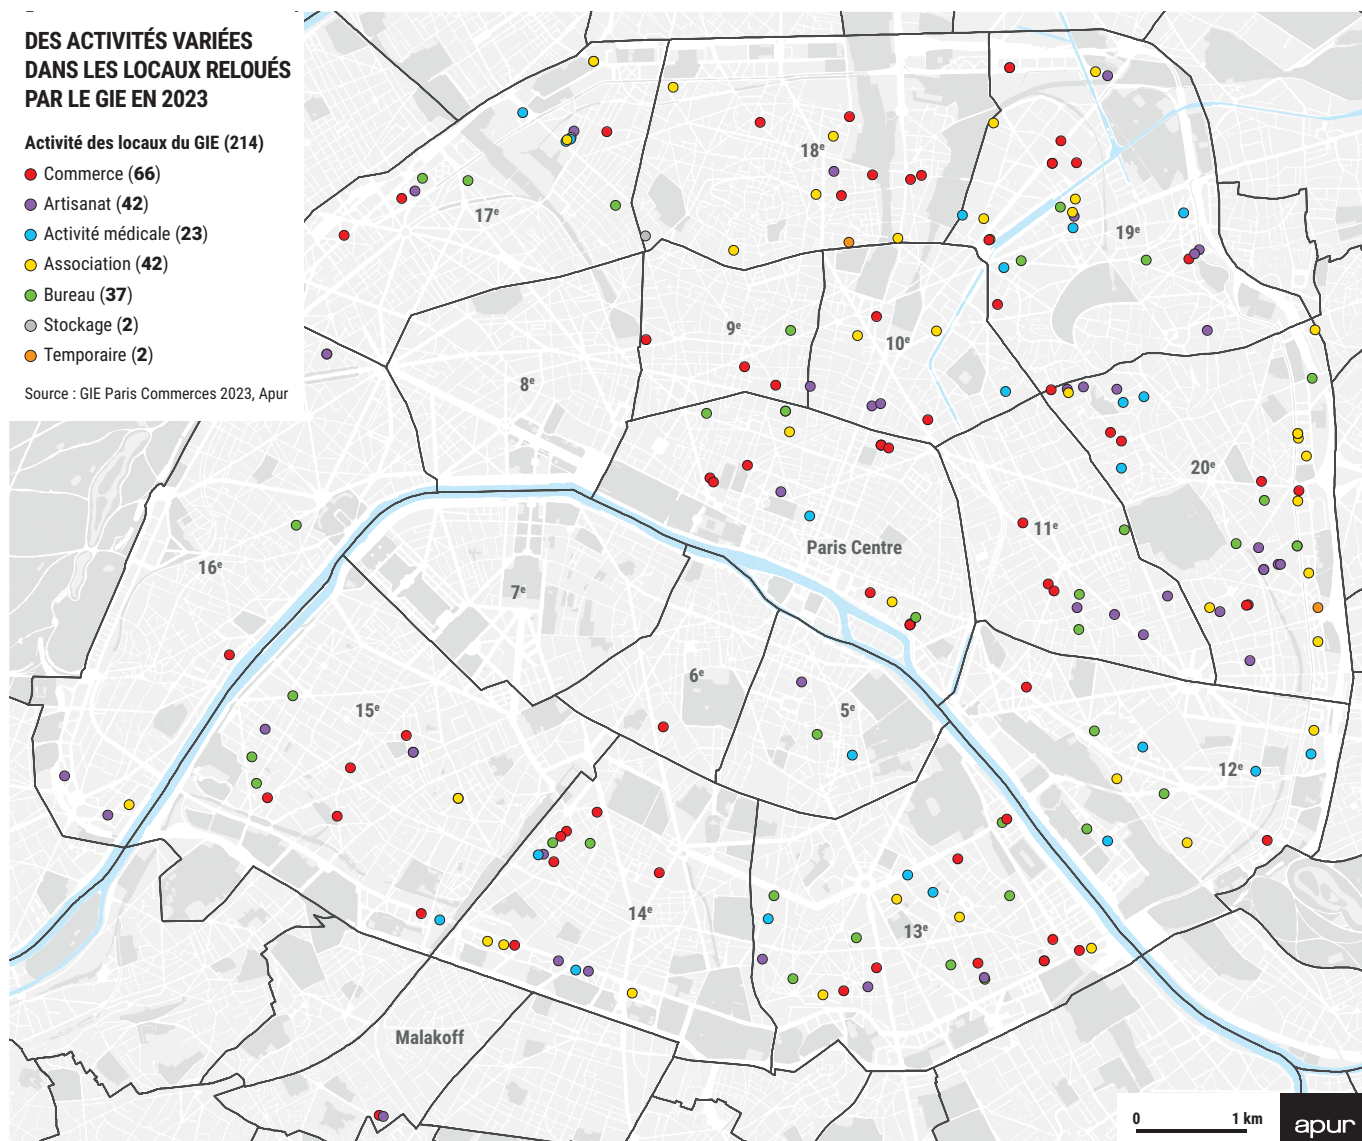 DES ACTIVITÉS VARIÉES
DANS LES LOCAUX RELOUÉS
PAR LE GIE EN 2023
Activité des locaux du GIE (214)
Commerce (66)
Artisanat (42)
Activité médicale (23)
Association (42)
Bureau (37)
Stockage (2)
Temporaire (2)
Source : GIE Paris Commerces 2023, Apur
18e
17e
19e
9e
10e
8e
20e
11e
Paris Centre
16e
7e
6e
5e
15e
12e
14e
13e
Malakoff
0 1 km
apur